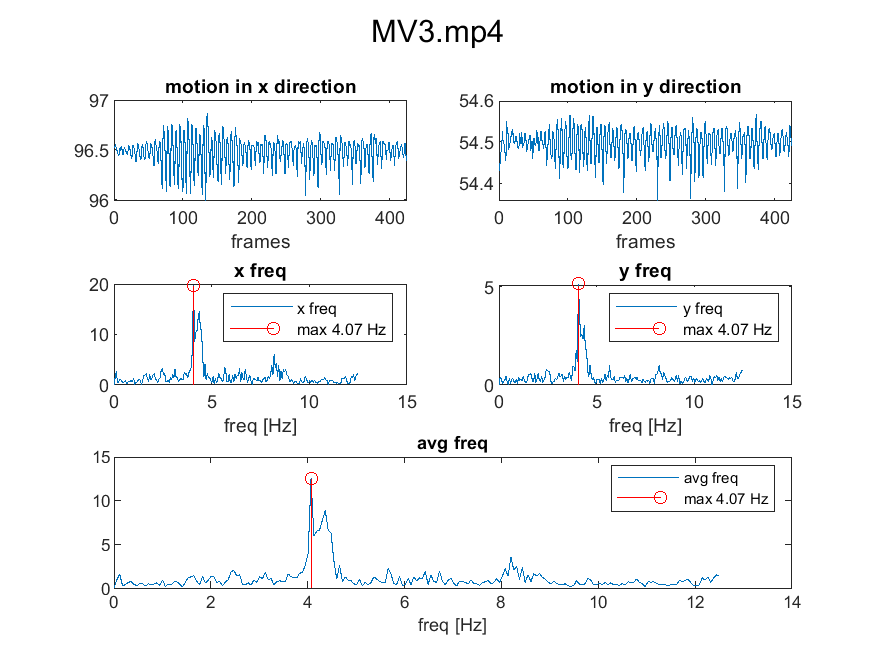 MV3.mp4
motion in x direction
motion in y direction
97
96.5
96
0 100 200 300 400
frames
54.6
54.5
54.4
0 100 200 300 400
frames
x freq
y freq
20
10
0
0 5 10 15
freq [Hz]
x freq
max 4.07 Hz
5
0
0 5 10 15
freq [Hz]
y freq
max 4.07 Hz
avg freq
15
10
5
0
0 2 4 6 8 10 12 14
freq [Hz]
avg freq
max 4.07 Hz